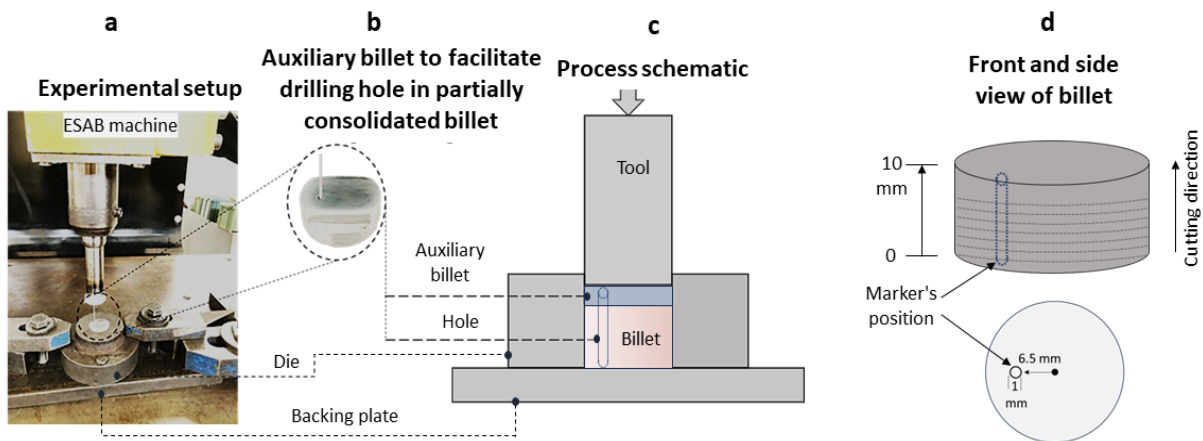 a
Experimental setup
ESAB machine
b
Auxiliary billet to facilitate
drilling hole in partially
consolidated billet
c
Process schematic
Tool
Auxiliary
billet
Hole
Billet
Die
Backing plate
d
Front and side
view of billet
10
mm
0
Cutting direction
Marker's
position
6.5 mm
1
mm